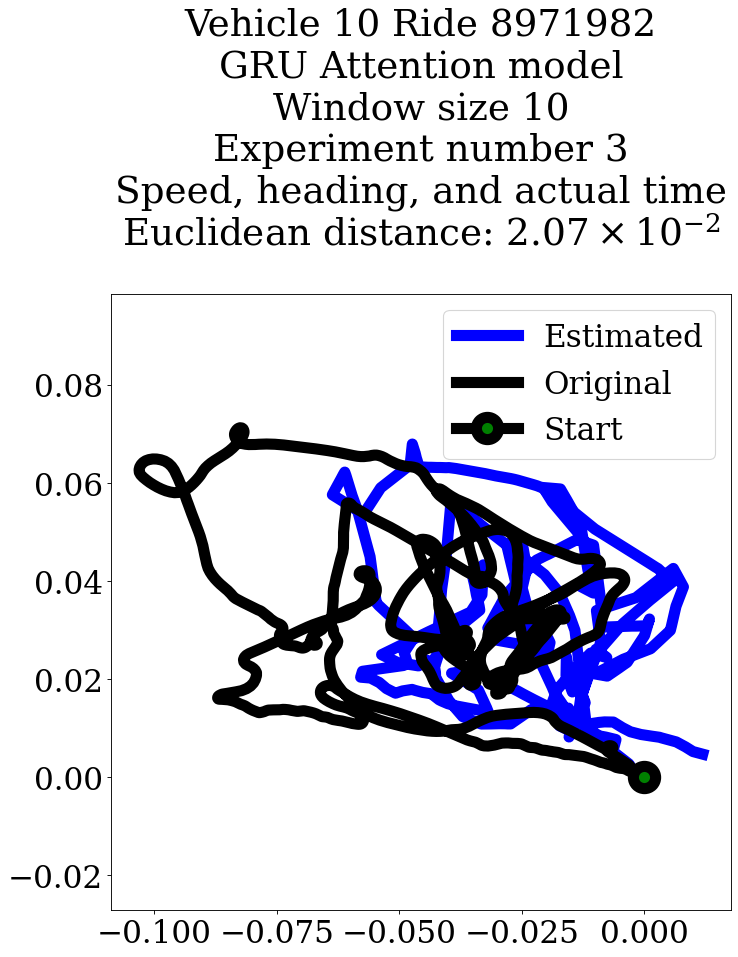 Vehicle 10 Ride 8971982
GRU Attention model
Window size 10
Experiment number 3
Speed, heading, and actual time
Euclidean distance: 2.07 × 10⁻²
Estimated
Original
Start
0.08
0.06
0.04
0.02
0.00
−0.02
−0.100 −0.075 −0.050 −0.025 0.000